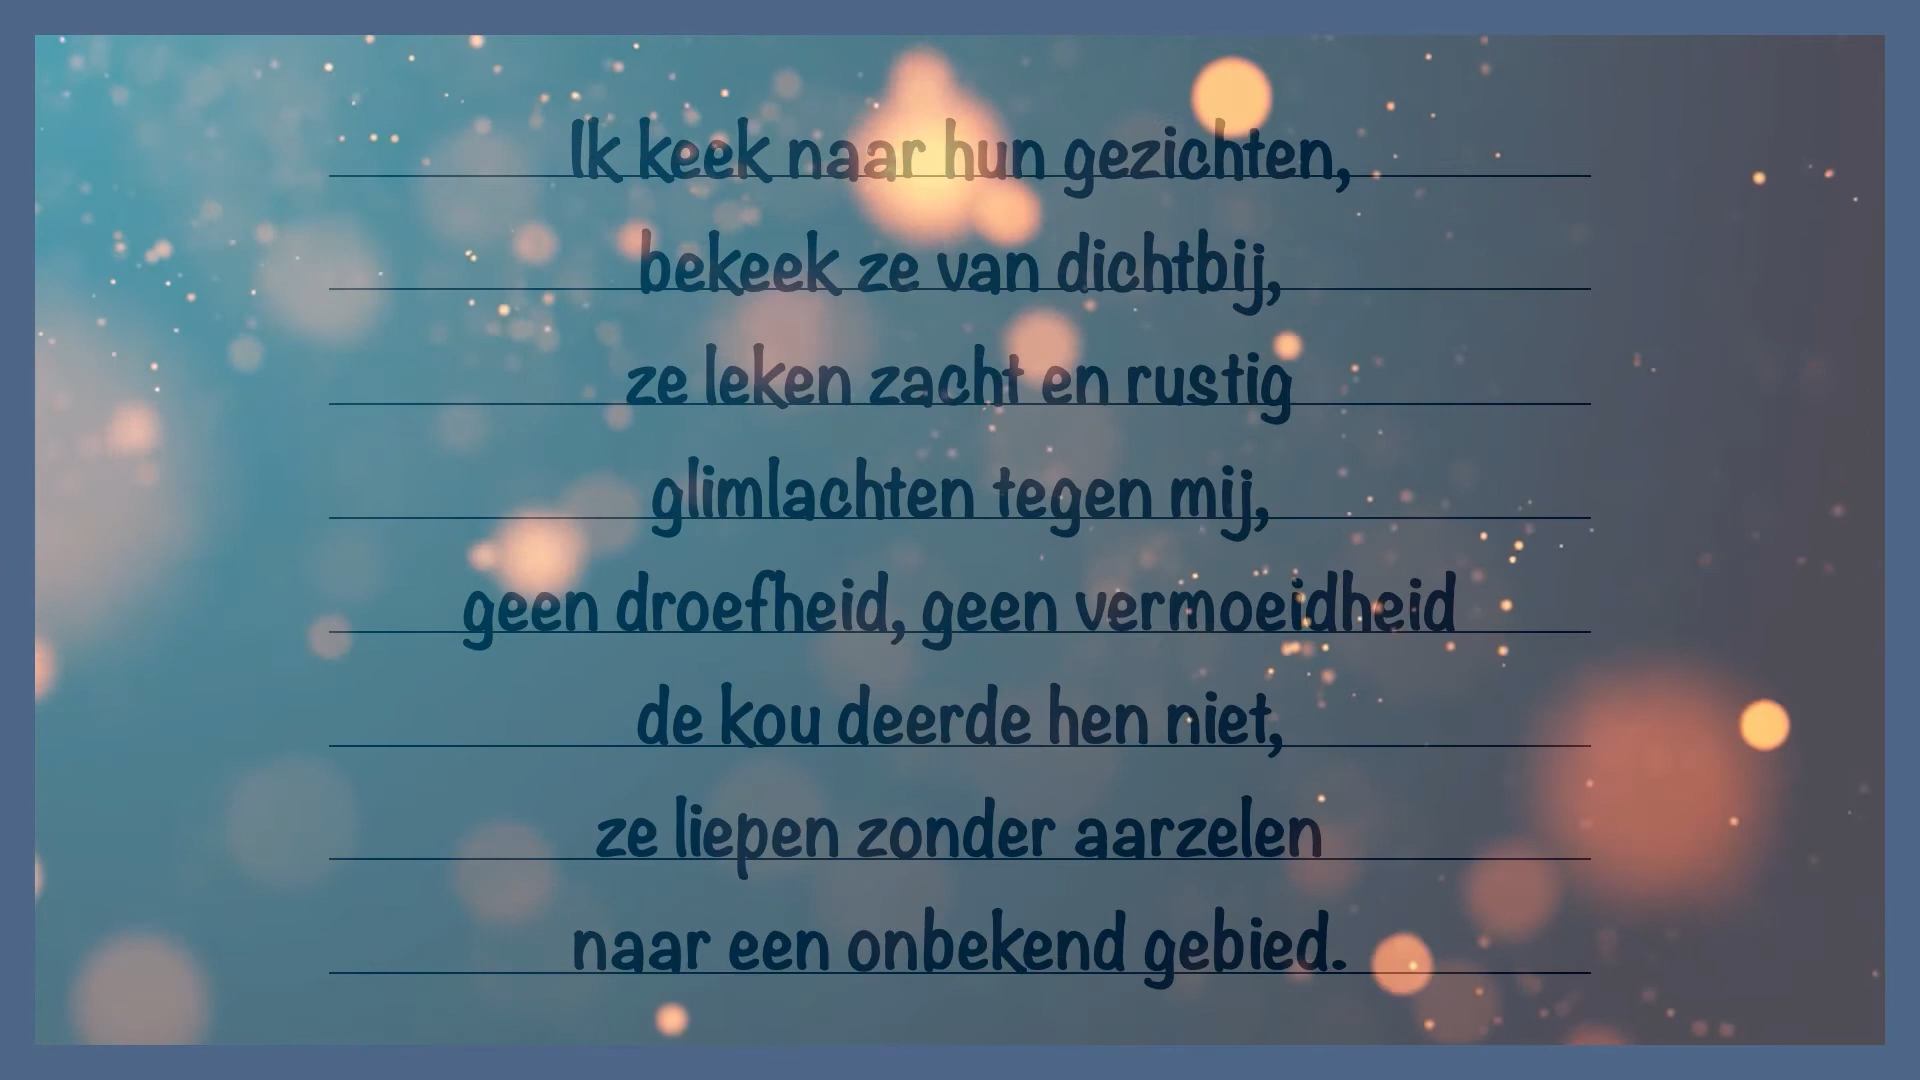 Ik keek naar hun gezichten,
bekeek ze van dichtbij,
ze leken zacht en rustig
glimlachten tegen mij,
geen droefheid, geen vermoeidheid
de kou deerde hen niet,
ze liepen zonder aarzelen
naar een onbekend gebied.